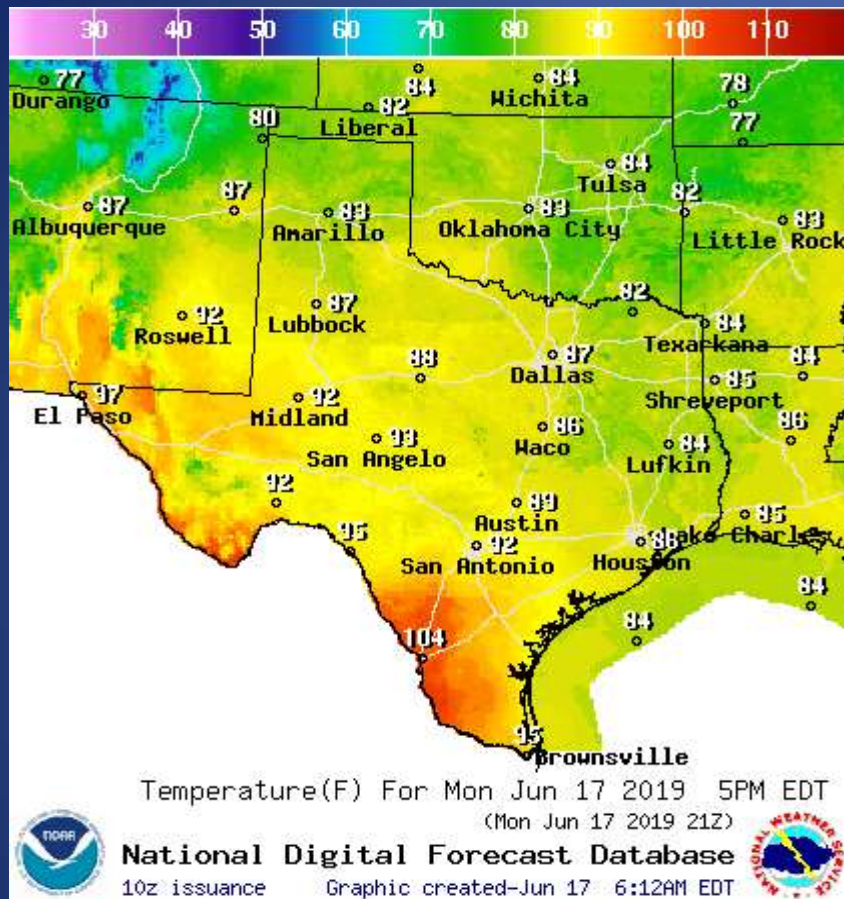 30 40 50 60 70 80 90 100 110
77
Durango
84
84
Wichita
78
82
Liberal
80
77
84
Tulsa
87
Albuquerque
87
83
Amarillo
83
Oklahoma City
82
83
Little Rock
92
Roswell
87
Lubbock
82
84
Texarkana
87
Dallas
88
84
85
Shreveport
97
El Paso
92
Midland
93
San Angelo
86
Waco
84
Lufkin
86
92
89
Austin
85
Lake Charles
95
92
San Antonio
86
Houston
84
84
104
95
Brownsville
Temperature(F) For Mon Jun 17 2019 5PM EDT
(Mon Jun 17 2019 21Z)
National Digital Forecast Database
10z issuance Graphic created-Jun 17 6:12AM EDT
NOAA
NATIONAL WEATHER SERVICE